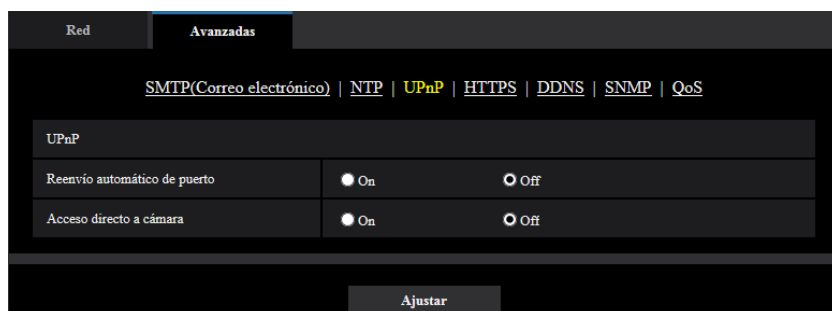 Red Avanzadas
SMTP(Correo electrónico) | NTP | UPnP | HTTPS | DDNS | SNMP | QoS
UPnP
Reenvío automático de puerto On Off
Acceso directo a cámara On Off
Ajustar